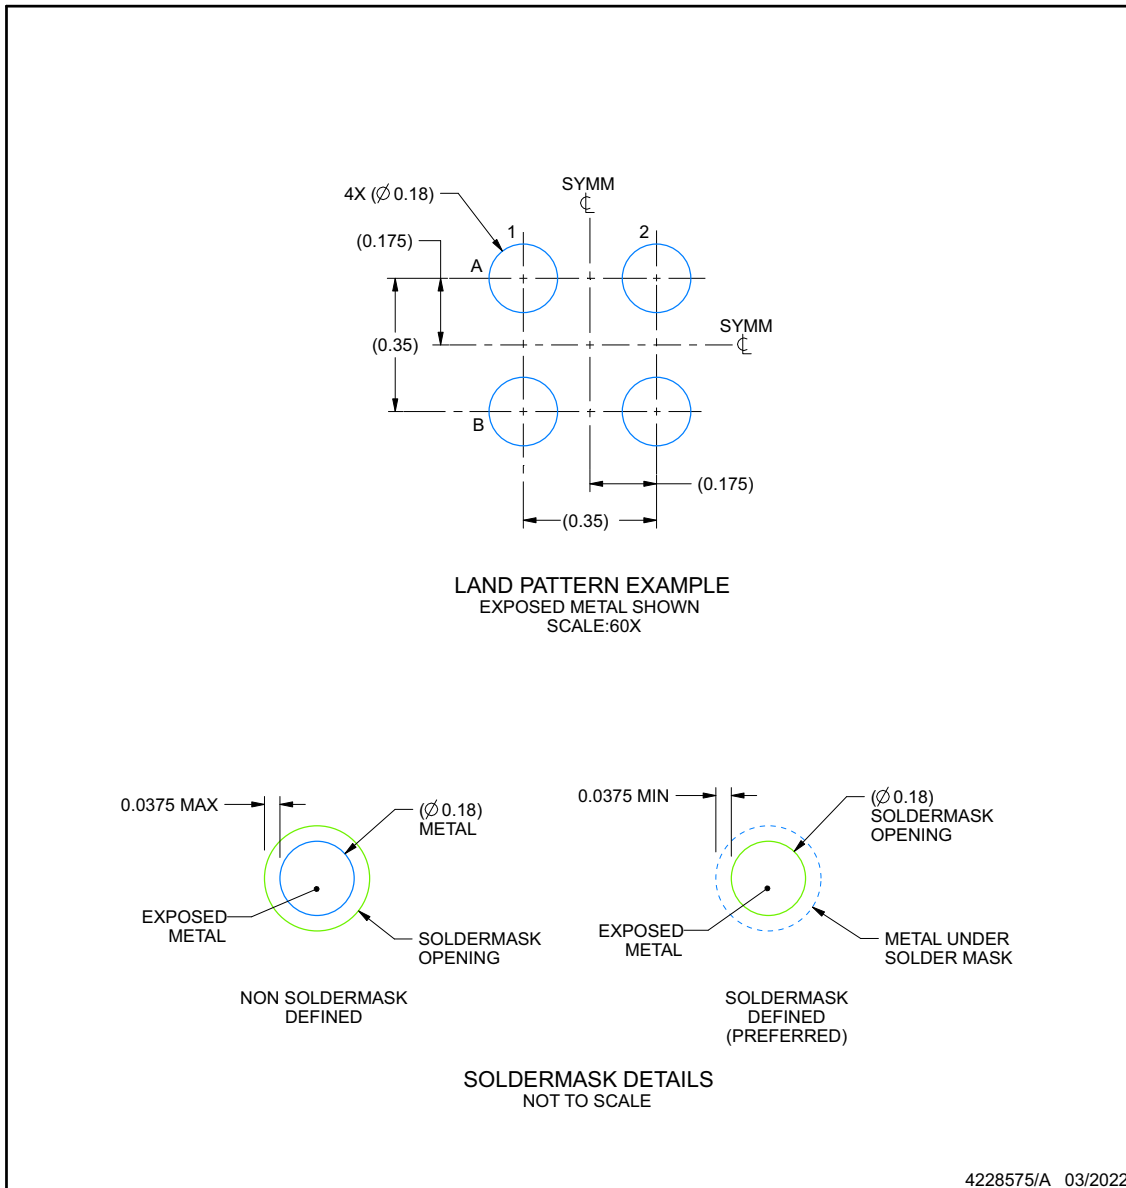 SYMM
℄
4X (∅ 0.18)
1
2
(0.175)
A
SYMM
℄
(0.35)
B
(0.175)
(0.35)
LAND PATTERN EXAMPLE
EXPOSED METAL SHOWN
SCALE:60X
0.0375 MAX
(∅ 0.18)
METAL
EXPOSED
METAL
SOLDERMASK
OPENING
NON SOLDERMASK
DEFINED
0.0375 MIN
(∅ 0.18)
SOLDERMASK
OPENING
EXPOSED
METAL
METAL UNDER
SOLDER MASK
SOLDERMASK
DEFINED
(PREFERRED)
SOLDERMASK DETAILS
NOT TO SCALE
4228575/A 03/2022